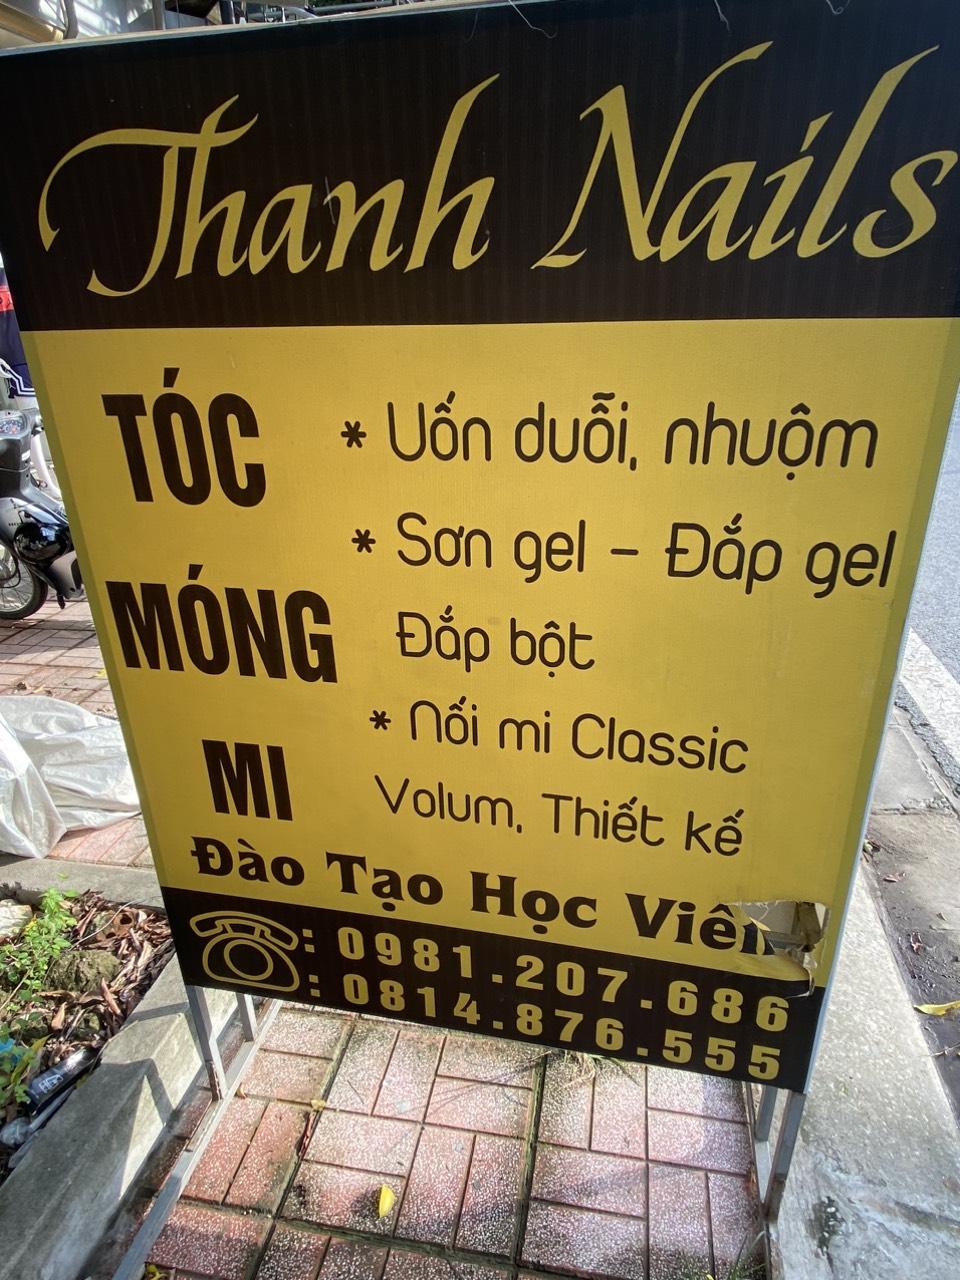 Thanh Nails
TÓC
* Uốn duỗi, nhuộm
MÓNG
* Sơn gel – Đắp gel
Đắp bột
MI
* Nối mi Classic
Volum, Thiết kế
Đào Tạo Học Viên
: 0981.207.686
: 0814.876.555